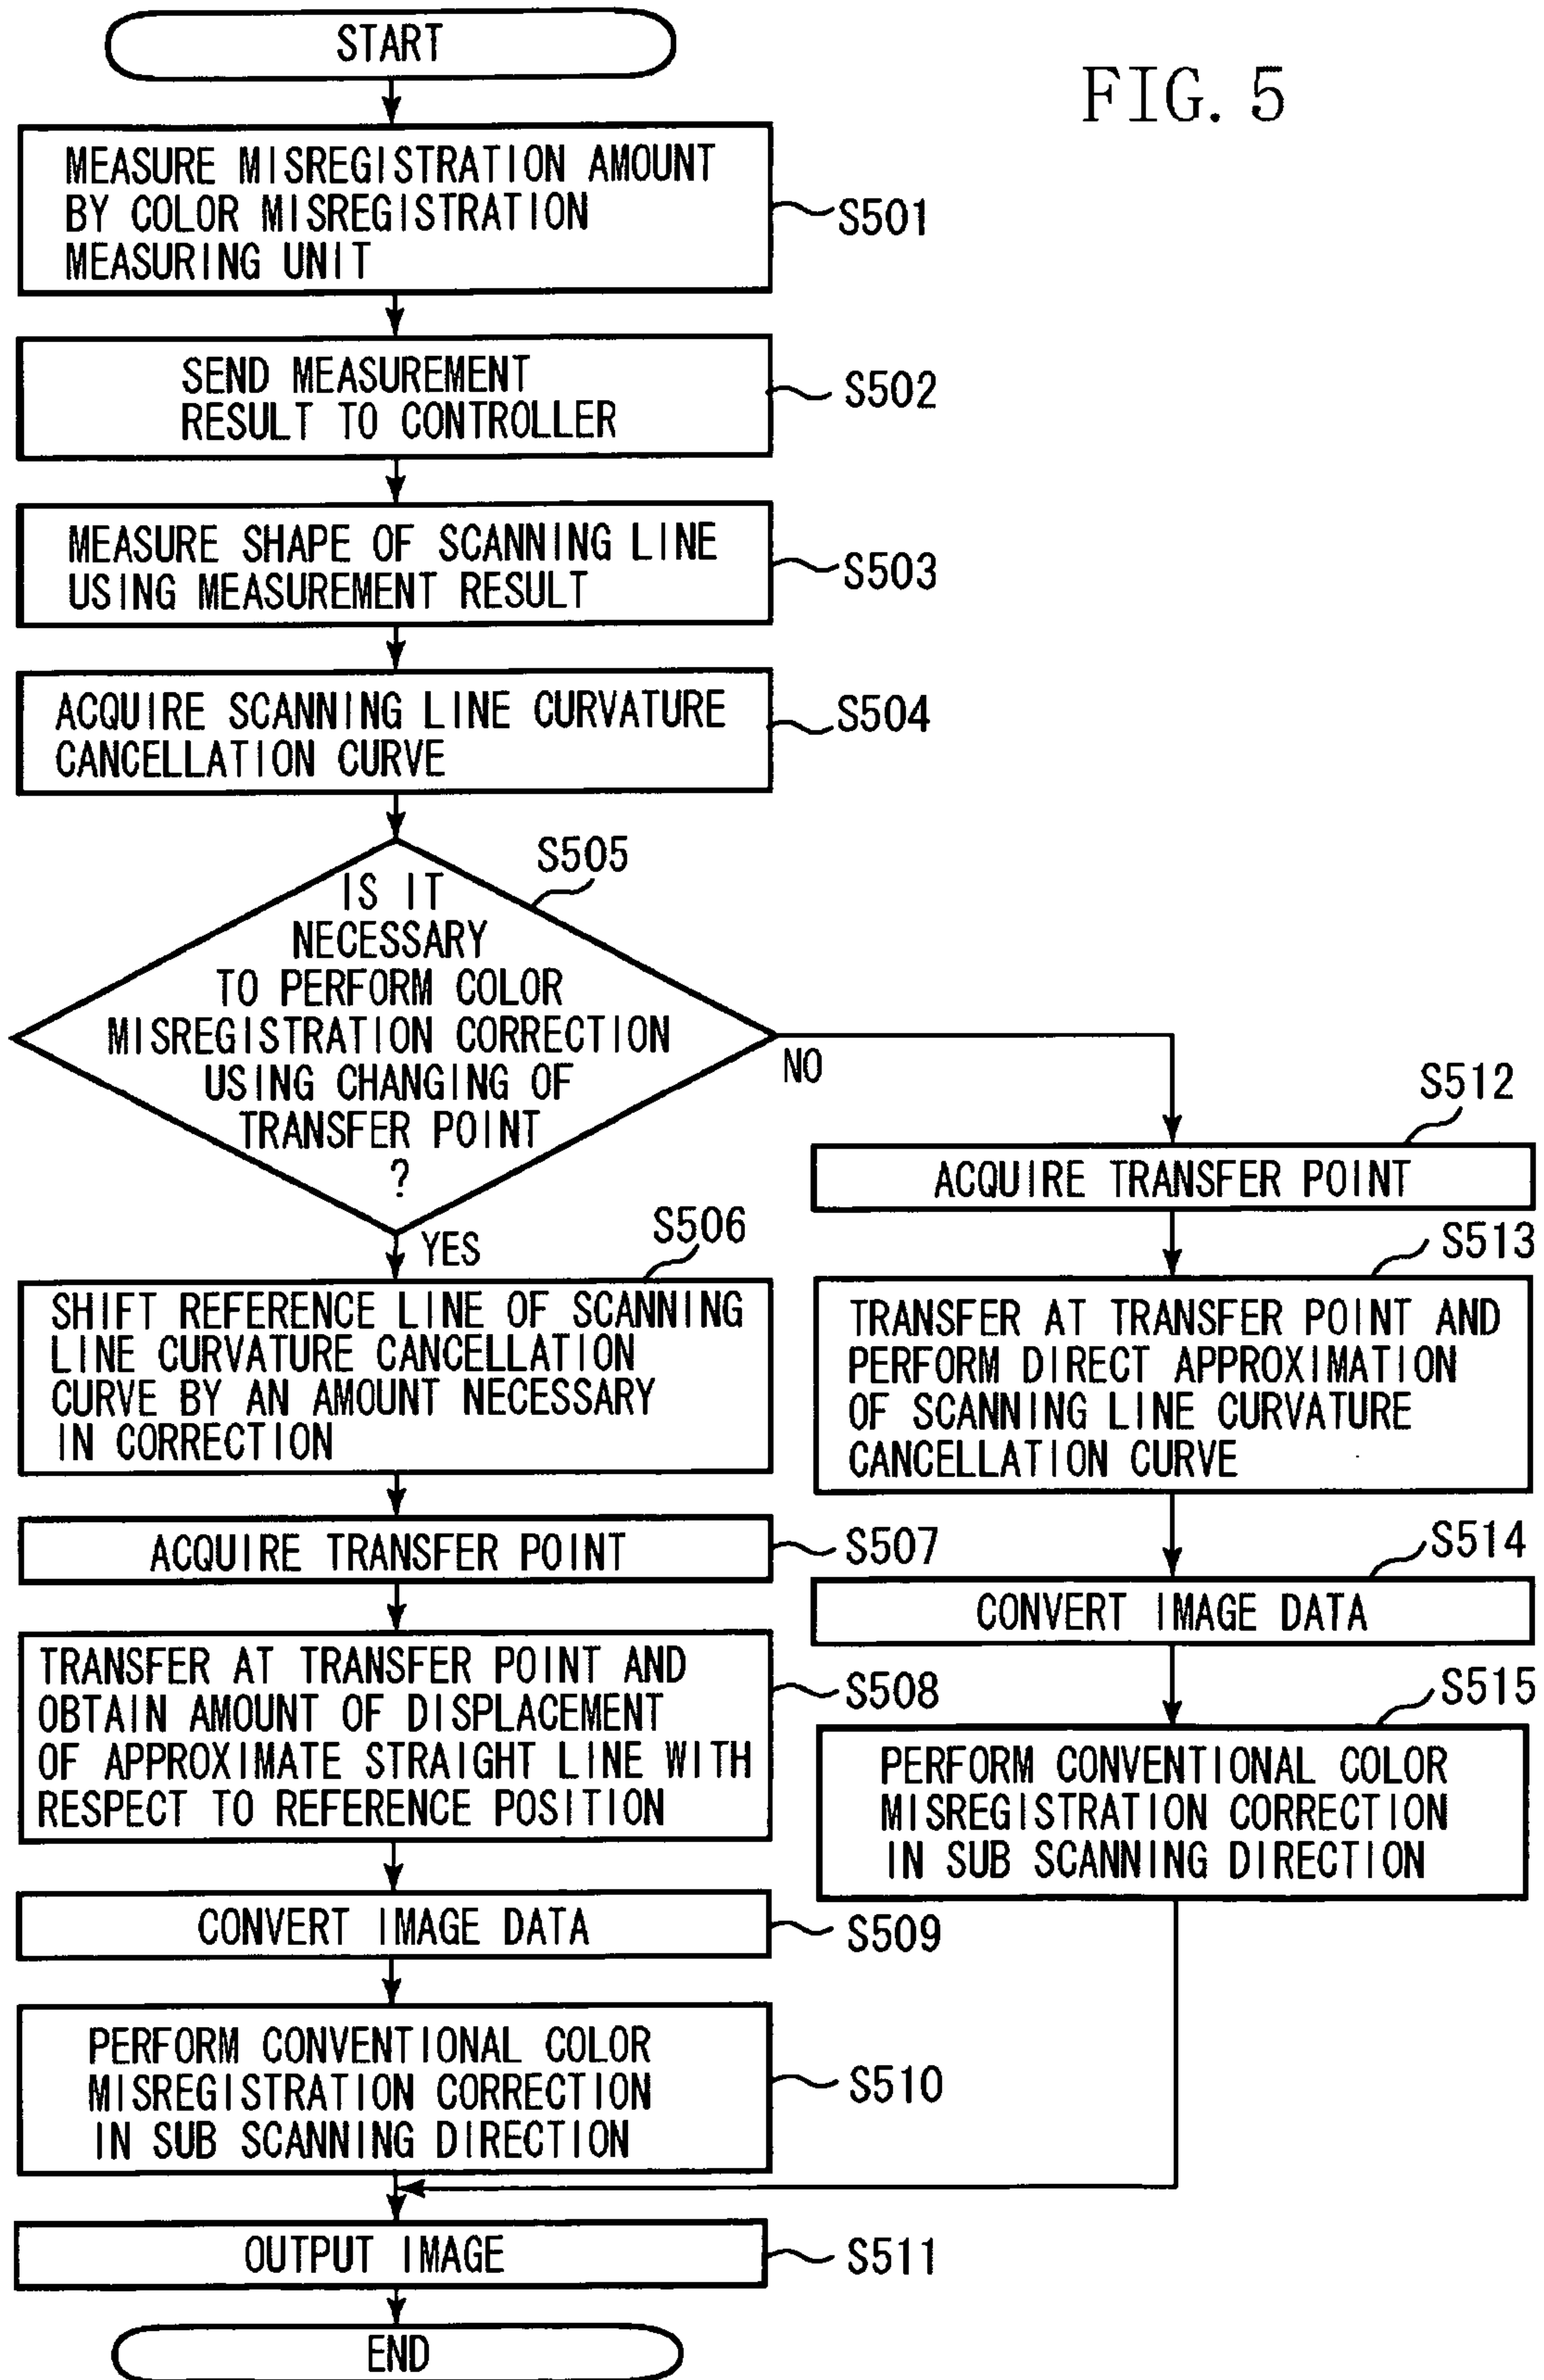 START
FIG. 5
MEASURE MISREGISTRATION AMOUNT
BY COLOR MISREGISTRATION
MEASURING UNIT
S501
SEND MEASUREMENT
RESULT TO CONTROLLER
S502
MEASURE SHAPE OF SCANNING LINE
USING MEASUREMENT RESULT
S503
ACQUIRE SCANNING LINE CURVATURE
CANCELLATION CURVE
S504
S505
IS IT
NECESSARY
TO PERFORM COLOR
MISREGISTRATION CORRECTION
USING CHANGING OF
TRANSFER POINT
?
NO
YES
S506
SHIFT REFERENCE LINE OF SCANNING
LINE CURVATURE CANCELLATION
CURVE BY AN AMOUNT NECESSARY
IN CORRECTION
ACQUIRE TRANSFER POINT
S507
TRANSFER AT TRANSFER POINT AND
OBTAIN AMOUNT OF DISPLACEMENT
OF APPROXIMATE STRAIGHT LINE WITH
RESPECT TO REFERENCE POSITION
S508
CONVERT IMAGE DATA
S509
PERFORM CONVENTIONAL COLOR
MISREGISTRATION CORRECTION
IN SUB SCANNING DIRECTION
S510
S512
ACQUIRE TRANSFER POINT
S513
TRANSFER AT TRANSFER POINT AND
PERFORM DIRECT APPROXIMATION
OF SCANNING LINE CURVATURE
CANCELLATION CURVE
S514
CONVERT IMAGE DATA
S515
PERFORM CONVENTIONAL COLOR
MISREGISTRATION CORRECTION
IN SUB SCANNING DIRECTION
OUTPUT IMAGE
S511
END